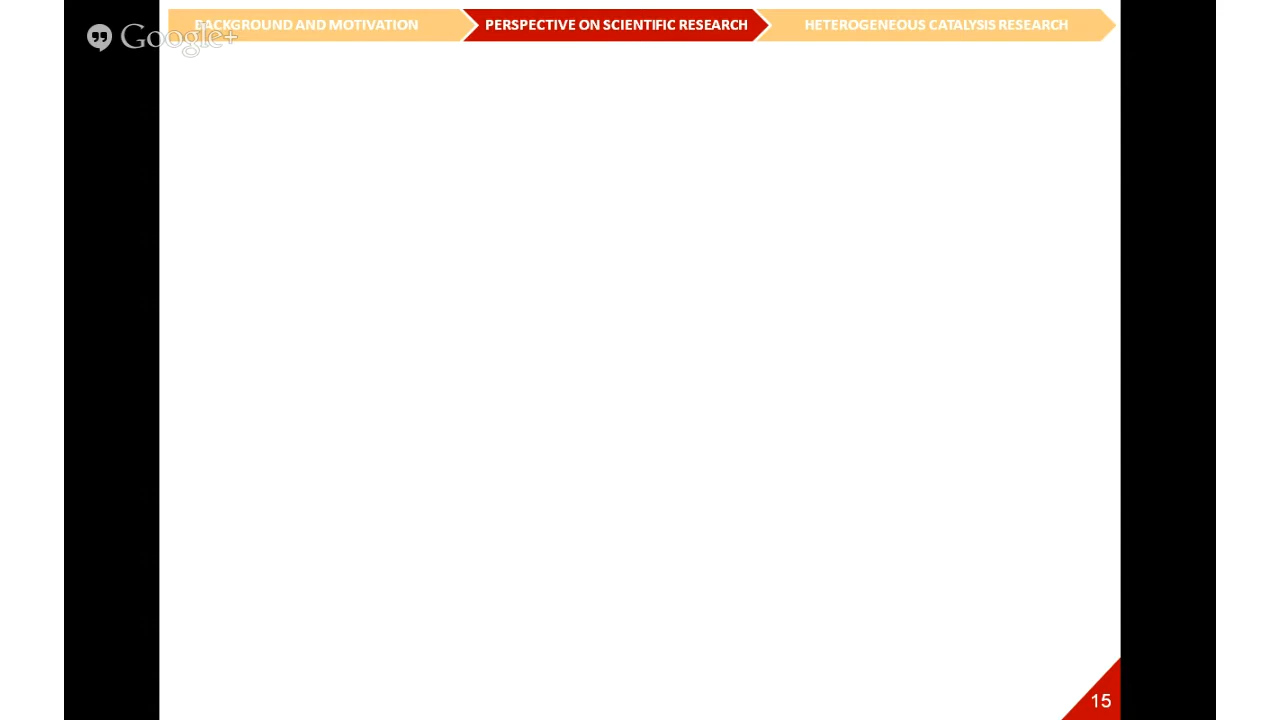 BACKGROUND AND MOTIVATION
PERSPECTIVE ON SCIENTIFIC RESEARCH
HETEROGENEOUS CATALYSIS RESEARCH
Google+
15